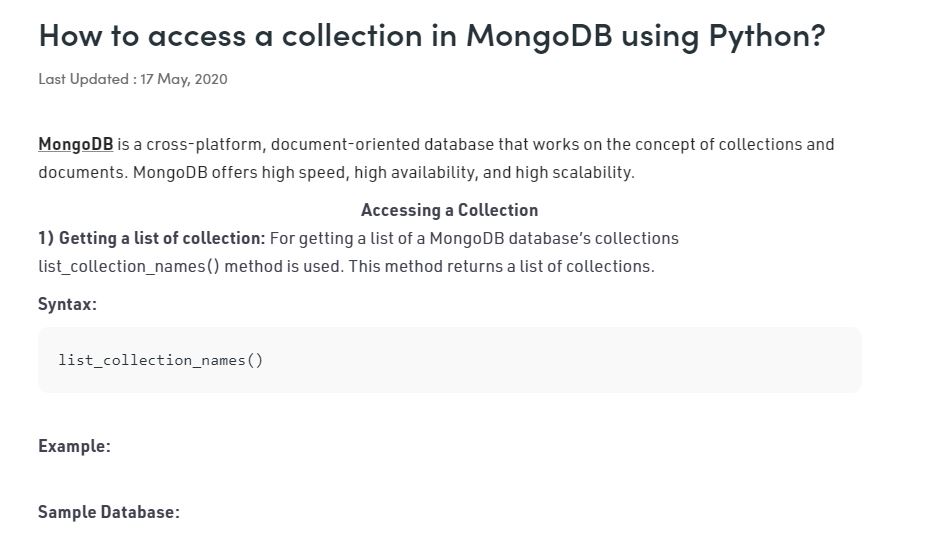 How to access a collection in MongoDB using Python?
Last Updated : 17 May, 2020
MongoDB is a cross-platform, document-oriented database that works on the concept of collections and
documents. MongoDB offers high speed, high availability, and high scalability.
Accessing a Collection
1) Getting a list of collection: For getting a list of a MongoDB database's collections
list_collection_names() method is used. This method returns a list of collections.
Syntax:
list_collection_names()
Example:
Sample Database: